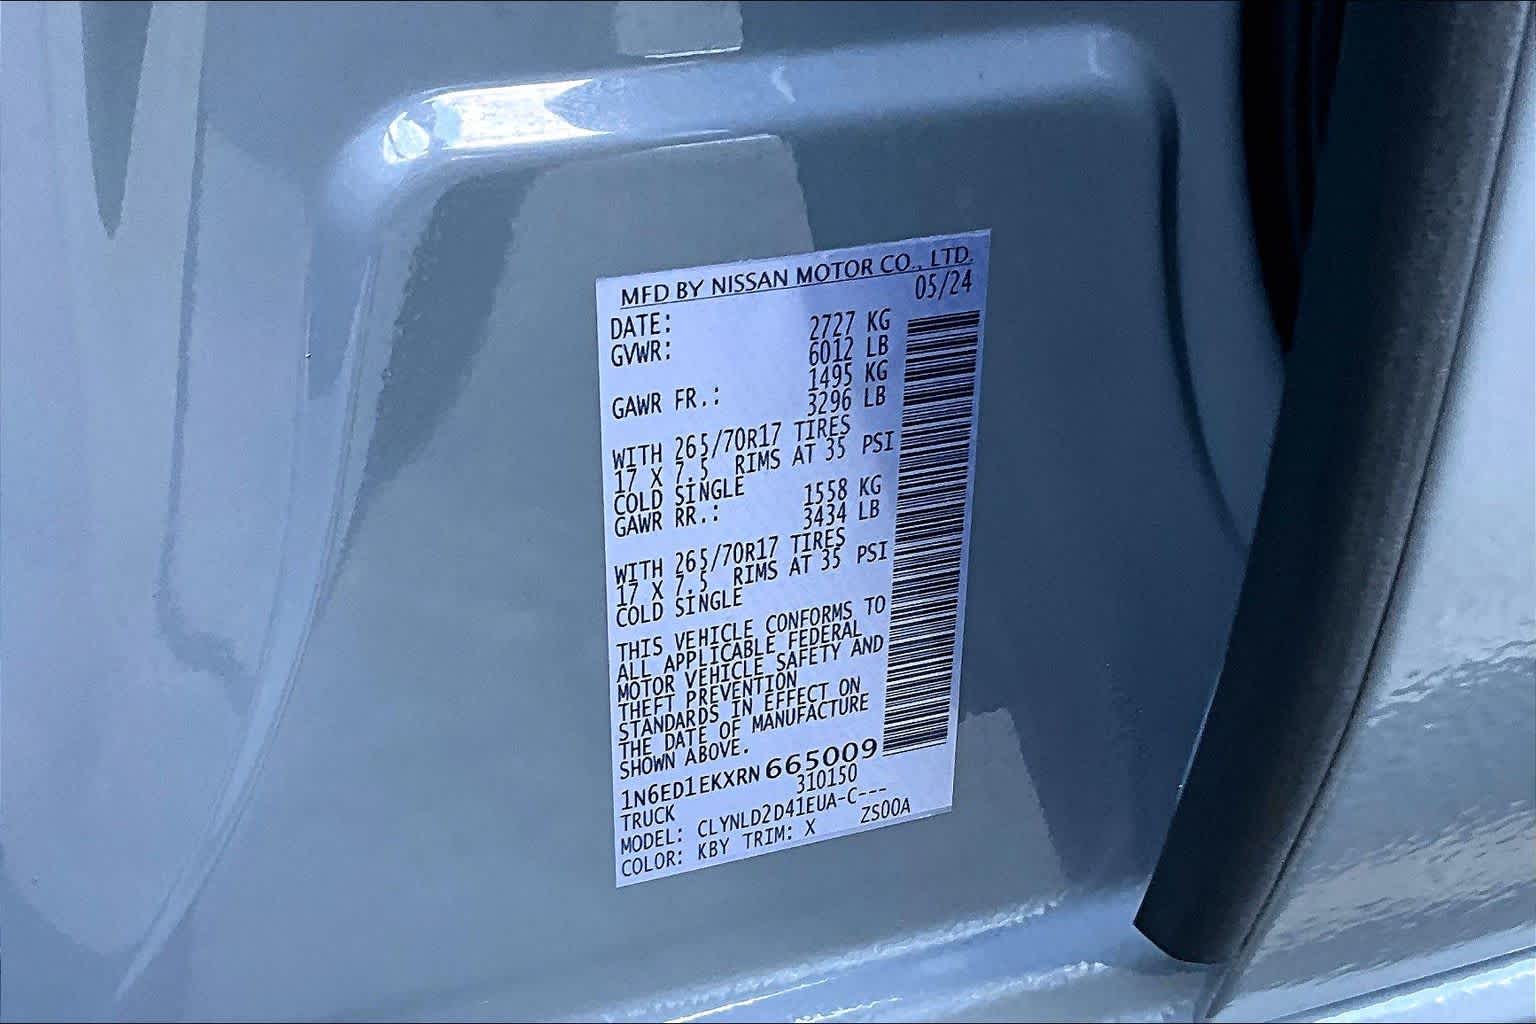 MFD BY NISSAN MOTOR CO., LTD.
DATE: 05/24
GVWR: 2727 KG
6012 LB
GAWR FR.: 1495 KG
3296 LB
WITH 265/70R17 TIRES
17 X 7.5 RIMS AT 35 PSI
COLD SINGLE
GAWR RR.: 1558 KG
3434 LB
WITH 265/70R17 TIRES
17 X 7.5 RIMS AT 35 PSI
COLD SINGLE
THIS VEHICLE CONFORMS TO
ALL APPLICABLE FEDERAL
MOTOR VEHICLE SAFETY AND
THEFT PREVENTION
STANDARDS IN EFFECT ON
THE DATE OF MANUFACTURE
SHOWN ABOVE.
1N6ED1EKXRN665009
TRUCK 310150
MODEL: CLYNLD2D41EUA-C---
COLOR: KBY TRIM: X ZS00A